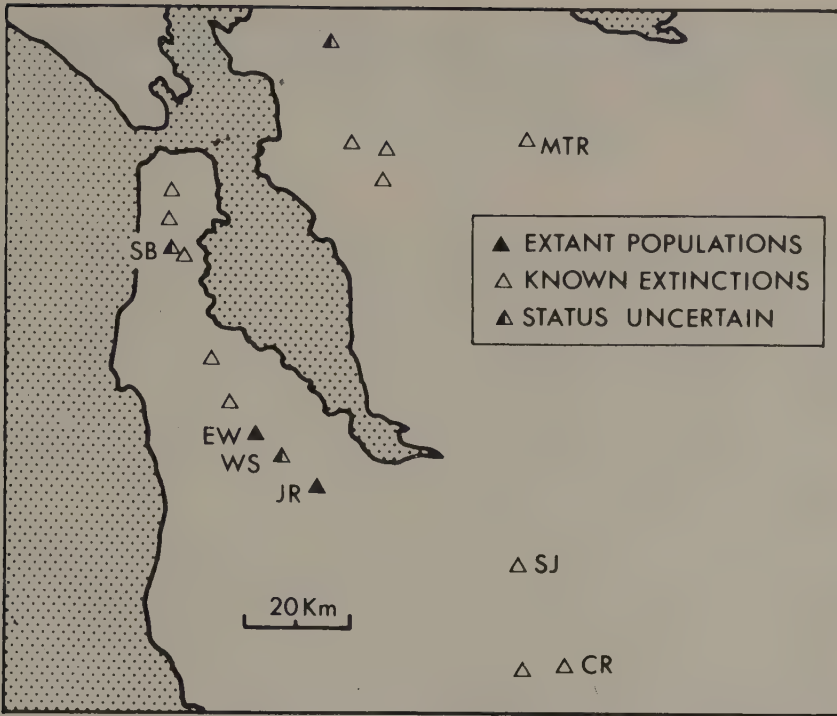 MTR
SB
EXTANT POPULATIONS
KNOWN EXTINCTIONS
STATUS UNCERTAIN
EW
WS
JR
SJ
20 Km
CR